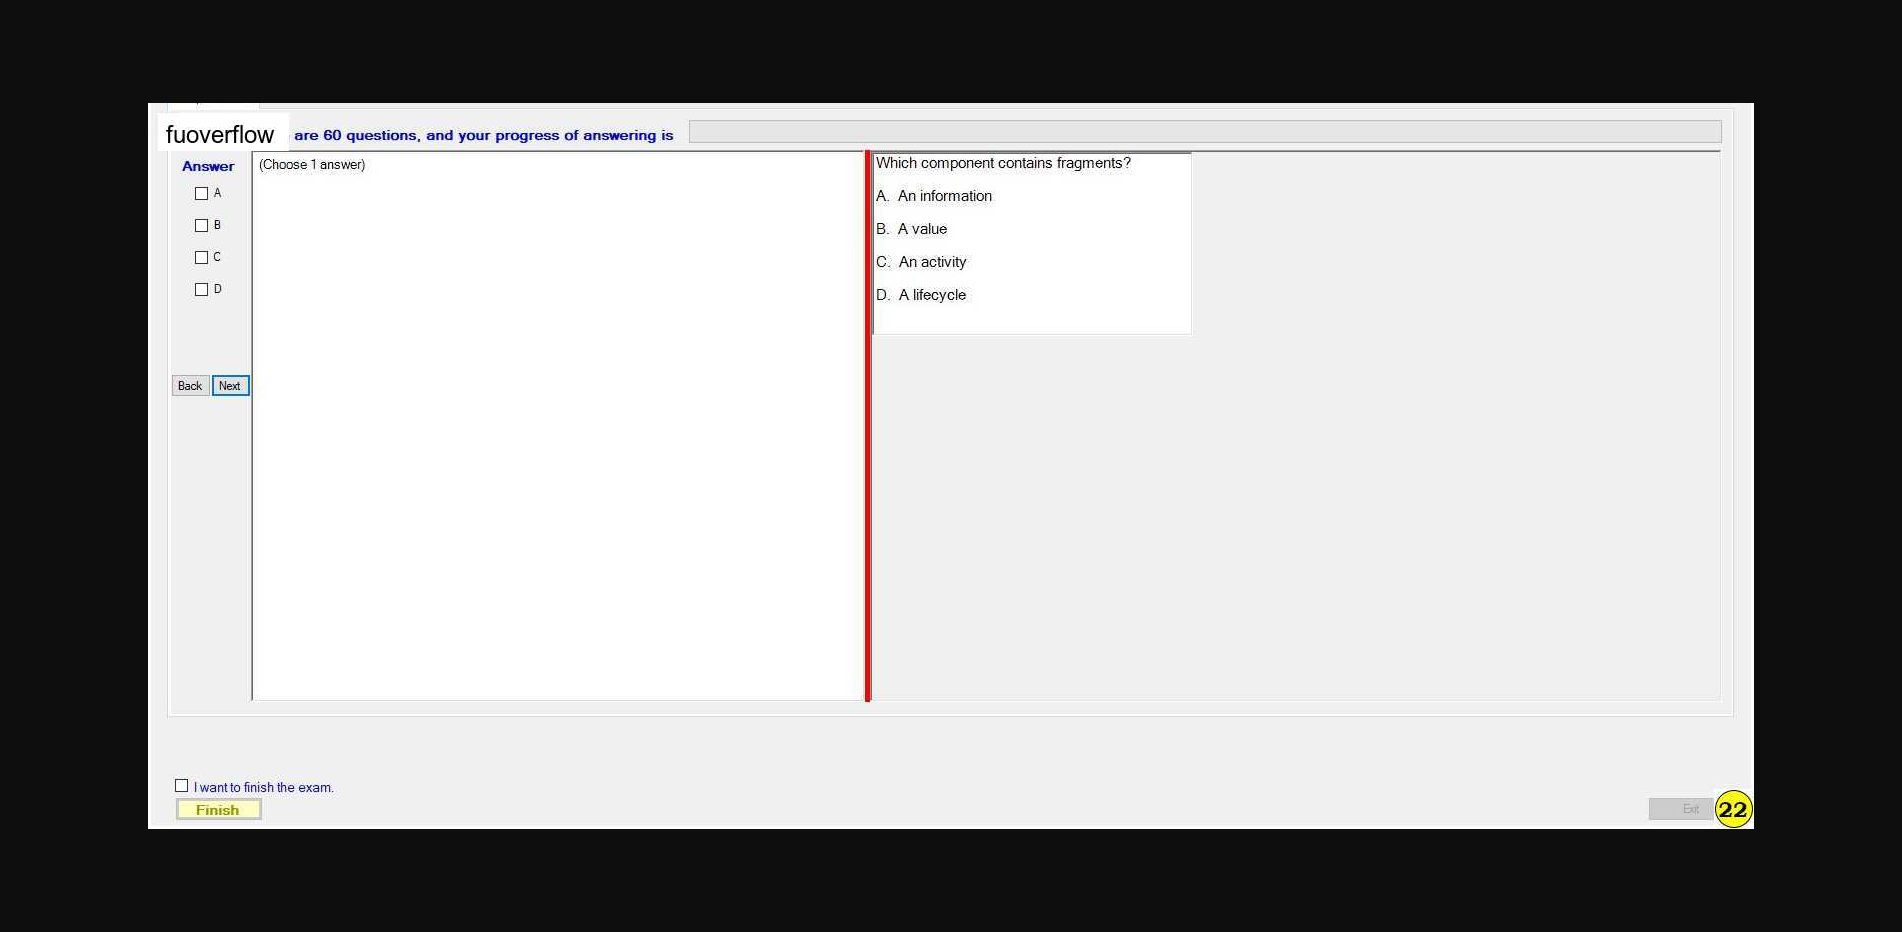 fuoverflow are 60 questions, and your progress of answering is
Answer
(Choose 1 answer)
A
B
C
D
Back Next
Which component contains fragments?
A. An information
B. A value
C. An activity
D. A lifecycle
I want to finish the exam.
Finish
Exit 22